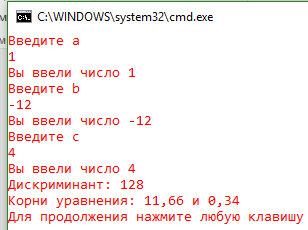 C:\WINDOWS\system32\cmd.exe
Введите a
1
Вы ввели число 1
Введите b
-12
Вы ввели число -12
Введите c
4
Вы ввели число 4
Дискриминант: 128
Корни уравнения: 11,66 и 0,34
Для продолжения нажмите любую клавишу